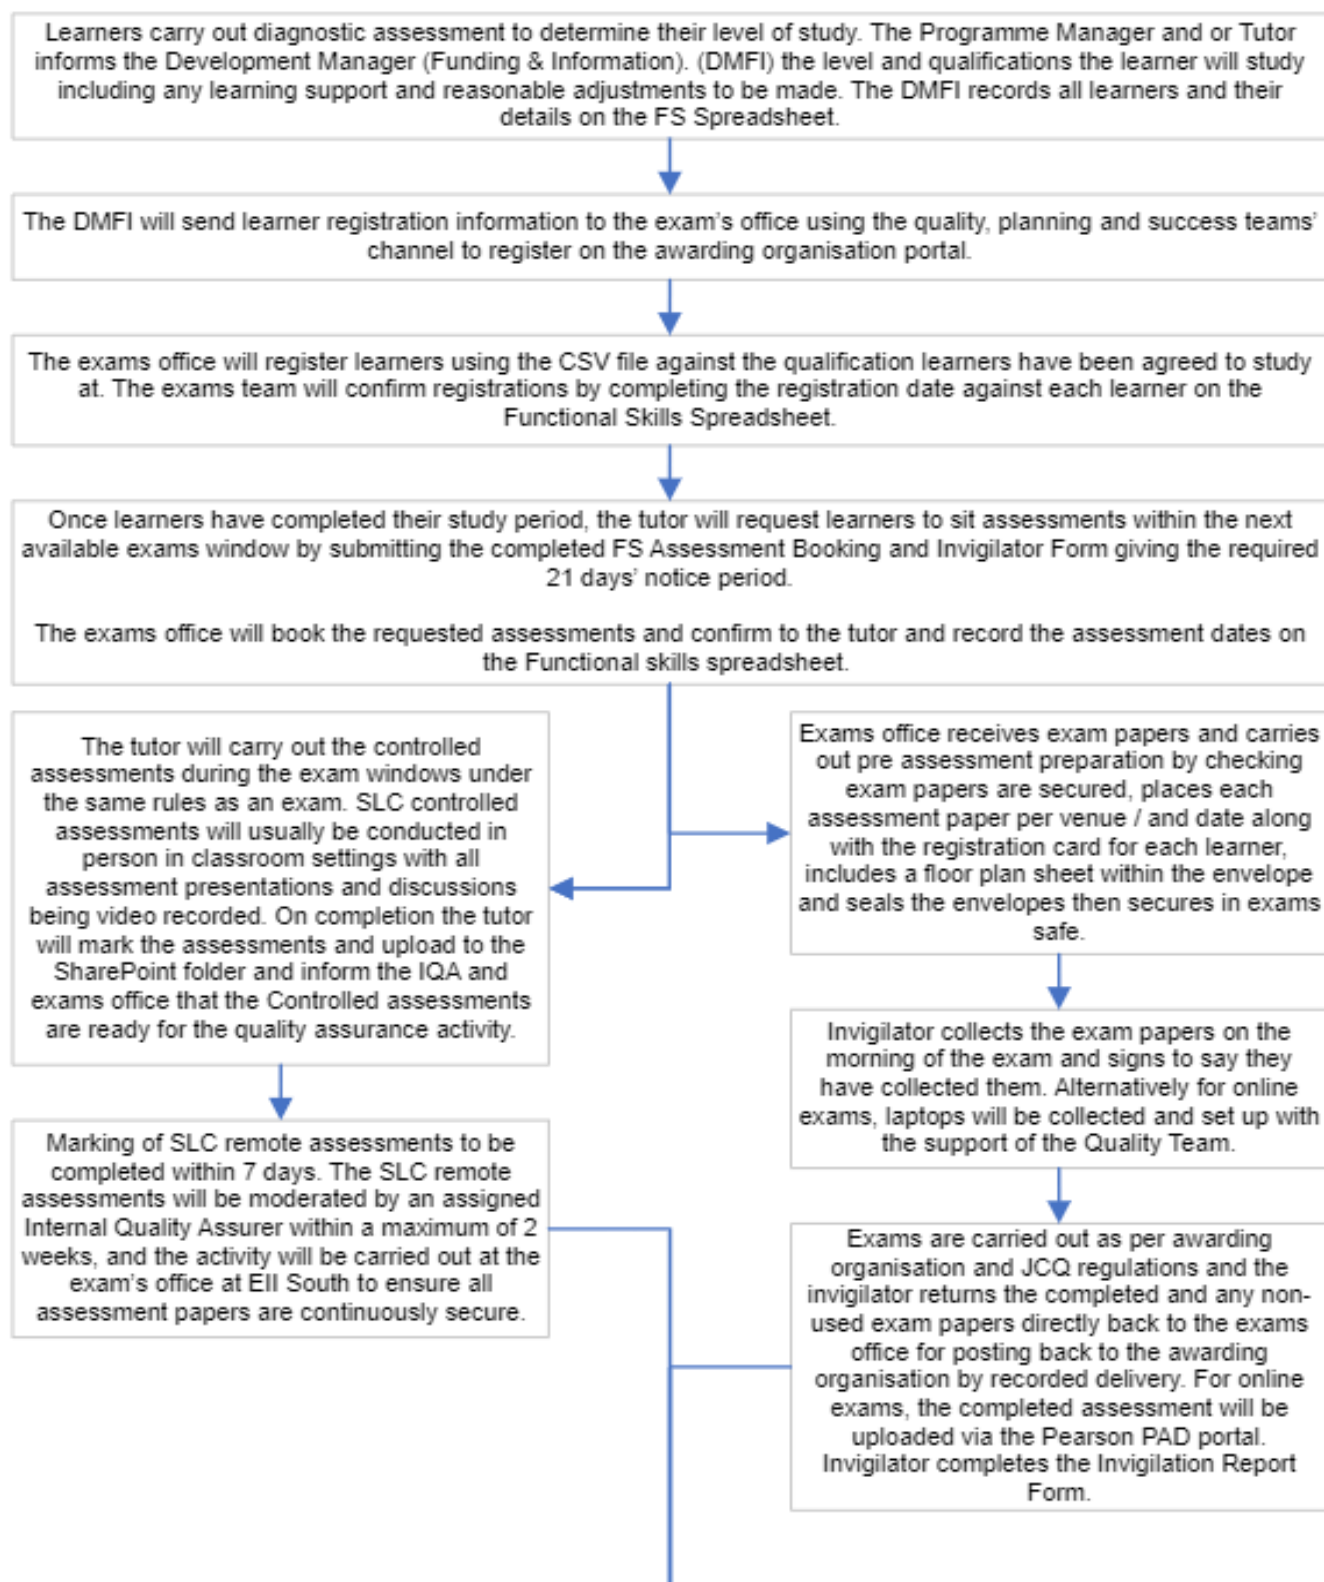 Learners carry out diagnostic assessment to determine their level of study. The Programme Manager and or Tutor
informs the Development Manager (Funding & Information). (DMFI) the level and qualifications the learner will study
including any learning support and reasonable adjustments to be made. The DMFI records all learners and their
details on the FS Spreadsheet.
The DMFI will send learner registration information to the exam's office using the quality, planning and success teams'
channel to register on the awarding organisation portal.
The exams office will register learners using the CSV file against the qualification learners have been agreed to study
at. The exams team will confirm registrations by completing the registration date against each learner on the
Functional Skills Spreadsheet.
Once learners have completed their study period, the tutor will request learners to sit assessments within the next
available exams window by submitting the completed FS Assessment Booking and Invigilator Form giving the required
21 days' notice period.
The exams office will book the requested assessments and confirm to the tutor and record the assessment dates on
the Functional skills spreadsheet.
The tutor will carry out the controlled
assessments during the exam windows under
the same rules as an exam. SLC controlled
assessments will usually be conducted in
person in classroom settings with all
assessment presentations and discussions
being video recorded. On completion the tutor
will mark the assessments and upload to the
SharePoint folder and inform the IQA and
exams office that the Controlled assessments
are ready for the quality assurance activity.
Marking of SLC remote assessments to be
completed within 7 days. The SLC remote
assessments will be moderated by an assigned
Internal Quality Assurer within a maximum of 2
weeks, and the activity will be carried out at the
exam's office at EII South to ensure all
assessment papers are continuously secure.
Exams office receives exam papers and carries
out pre assessment preparation by checking
exam papers are secured, places each
assessment paper per venue / and date along
with the registration card for each learner,
includes a floor plan sheet within the envelope
and seals the envelopes then secures in exams
safe.
Invigilator collects the exam papers on the
morning of the exam and signs to say they
have collected them. Alternatively for online
exams, laptops will be collected and set up with
the support of the Quality Team.
Exams are carried out as per awarding
organisation and JCQ regulations and the
invigilator returns the completed and any non-
used exam papers directly back to the exams
office for posting back to the awarding
organisation by recorded delivery. For online
exams, the completed assessment will be
uploaded via the Pearson PAD portal.
Invigilator completes the Invigilation Report
Form.